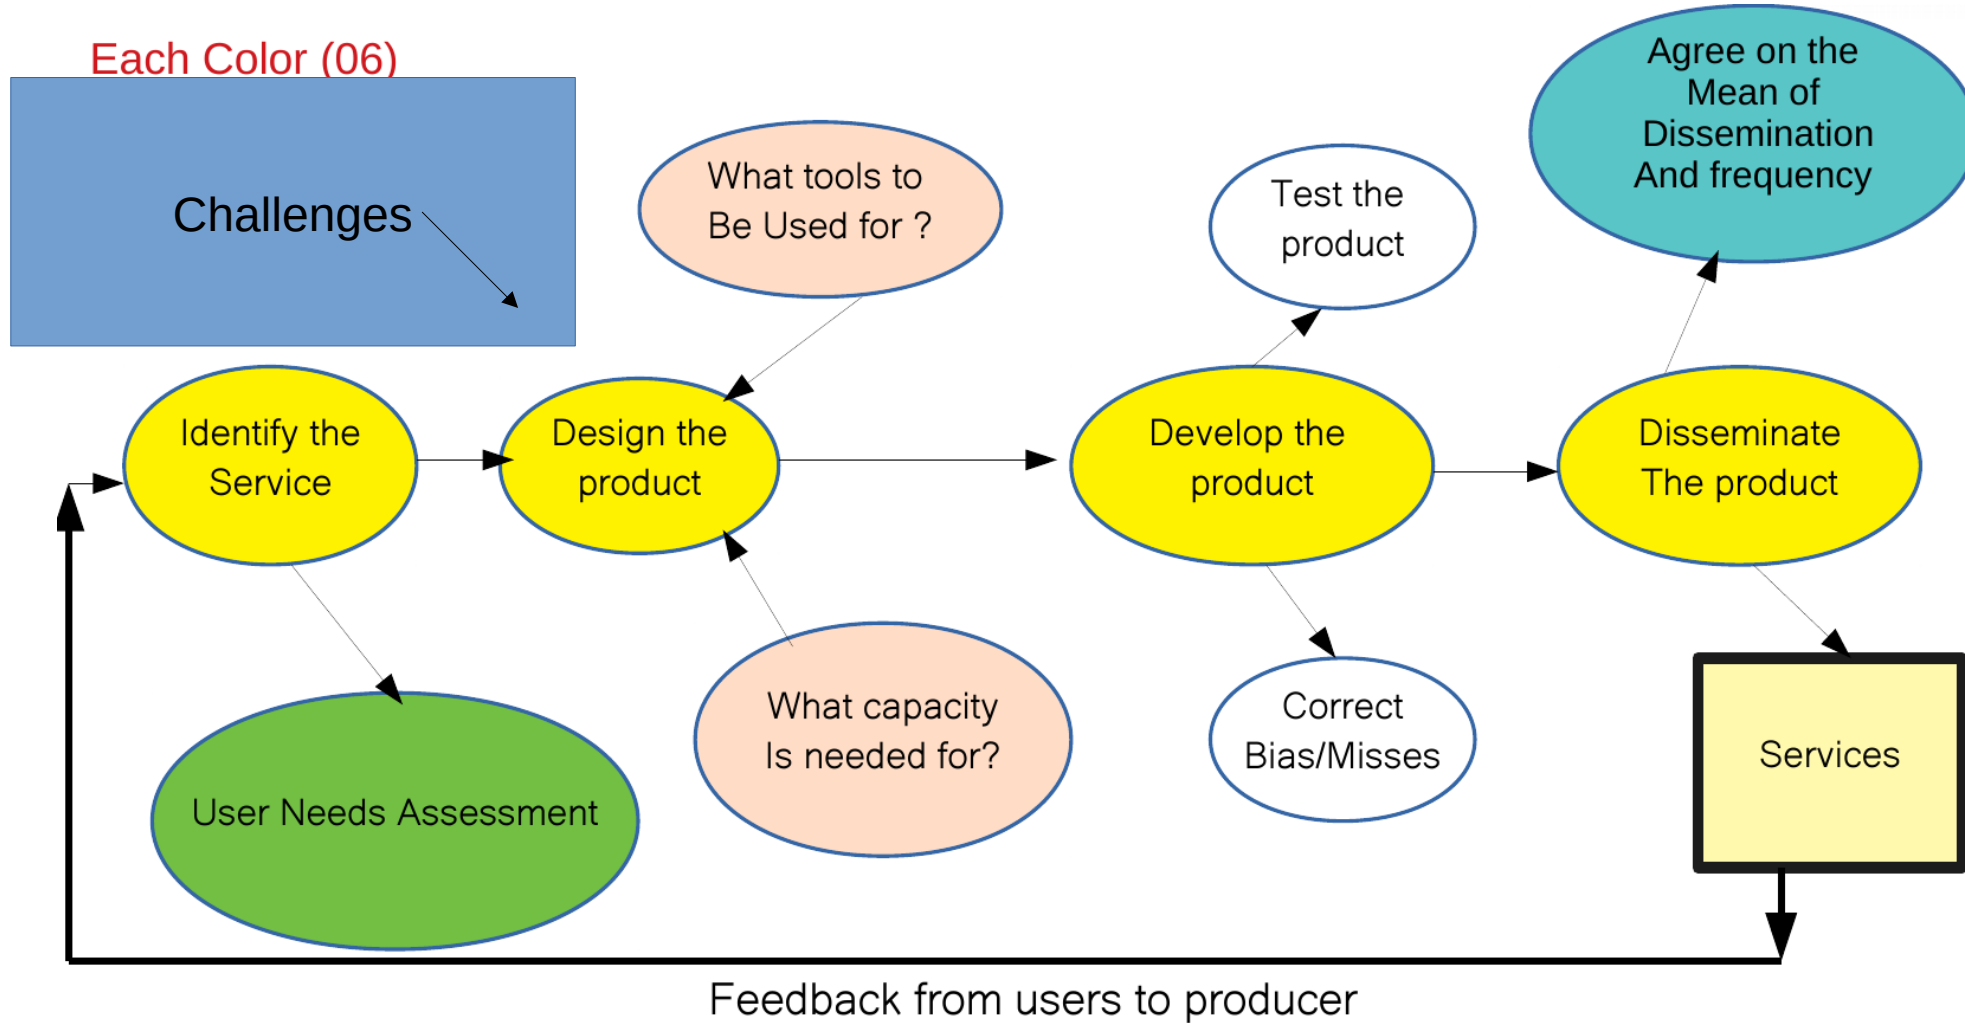 Each Color (06)
Challenges
What tools to
Be Used for ?
Test the
product
Agree on the
Mean of
Dissemination
And frequency
Identify the
Service
Design the
product
Develop the
product
Disseminate
The product
User Needs Assessment
What capacity
Is needed for?
Correct
Bias/Misses
Services
Feedback from users to producer